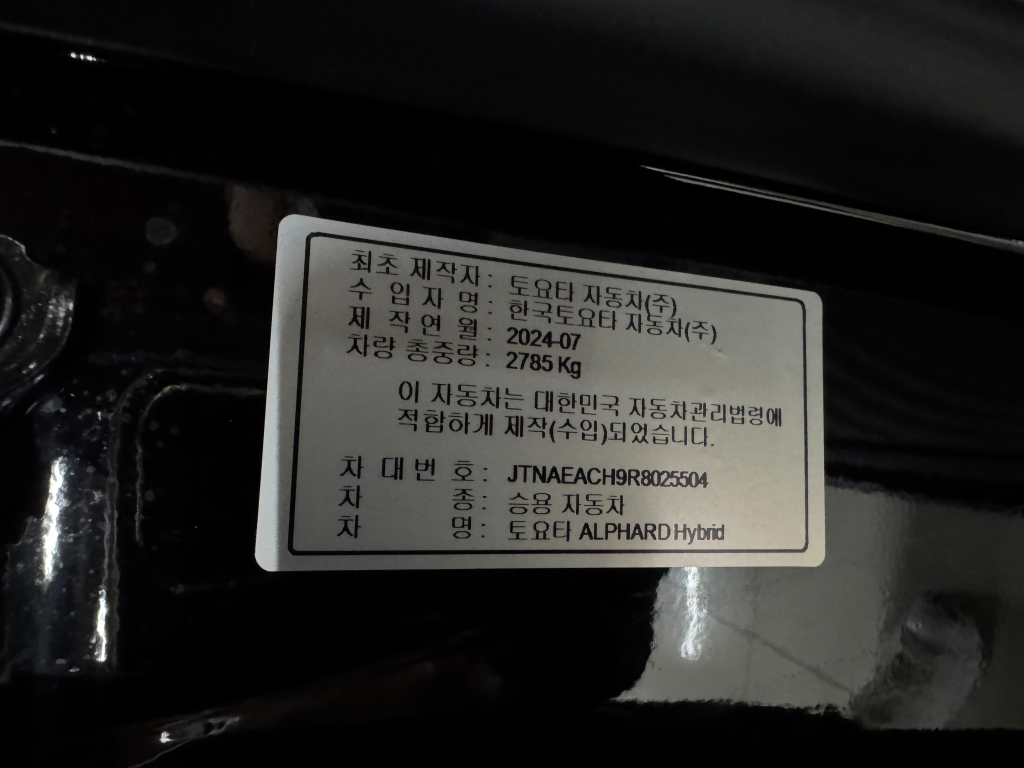 최초 제작자 : 토요타 자동차(주)
수 입 자 명 : 한국토요타 자동차(주)
제 작 연 월 : 2024-07
차량 총중량 : 2785 Kg
이 자동차는 대한민국 자동차관리법령에
적합하게 제작(수입)되었습니다.
차 대 번 호 : JTNAEACH9R8025504
차 종 : 승용 자동차
차 명 : 토요타 ALPHARD Hybrid